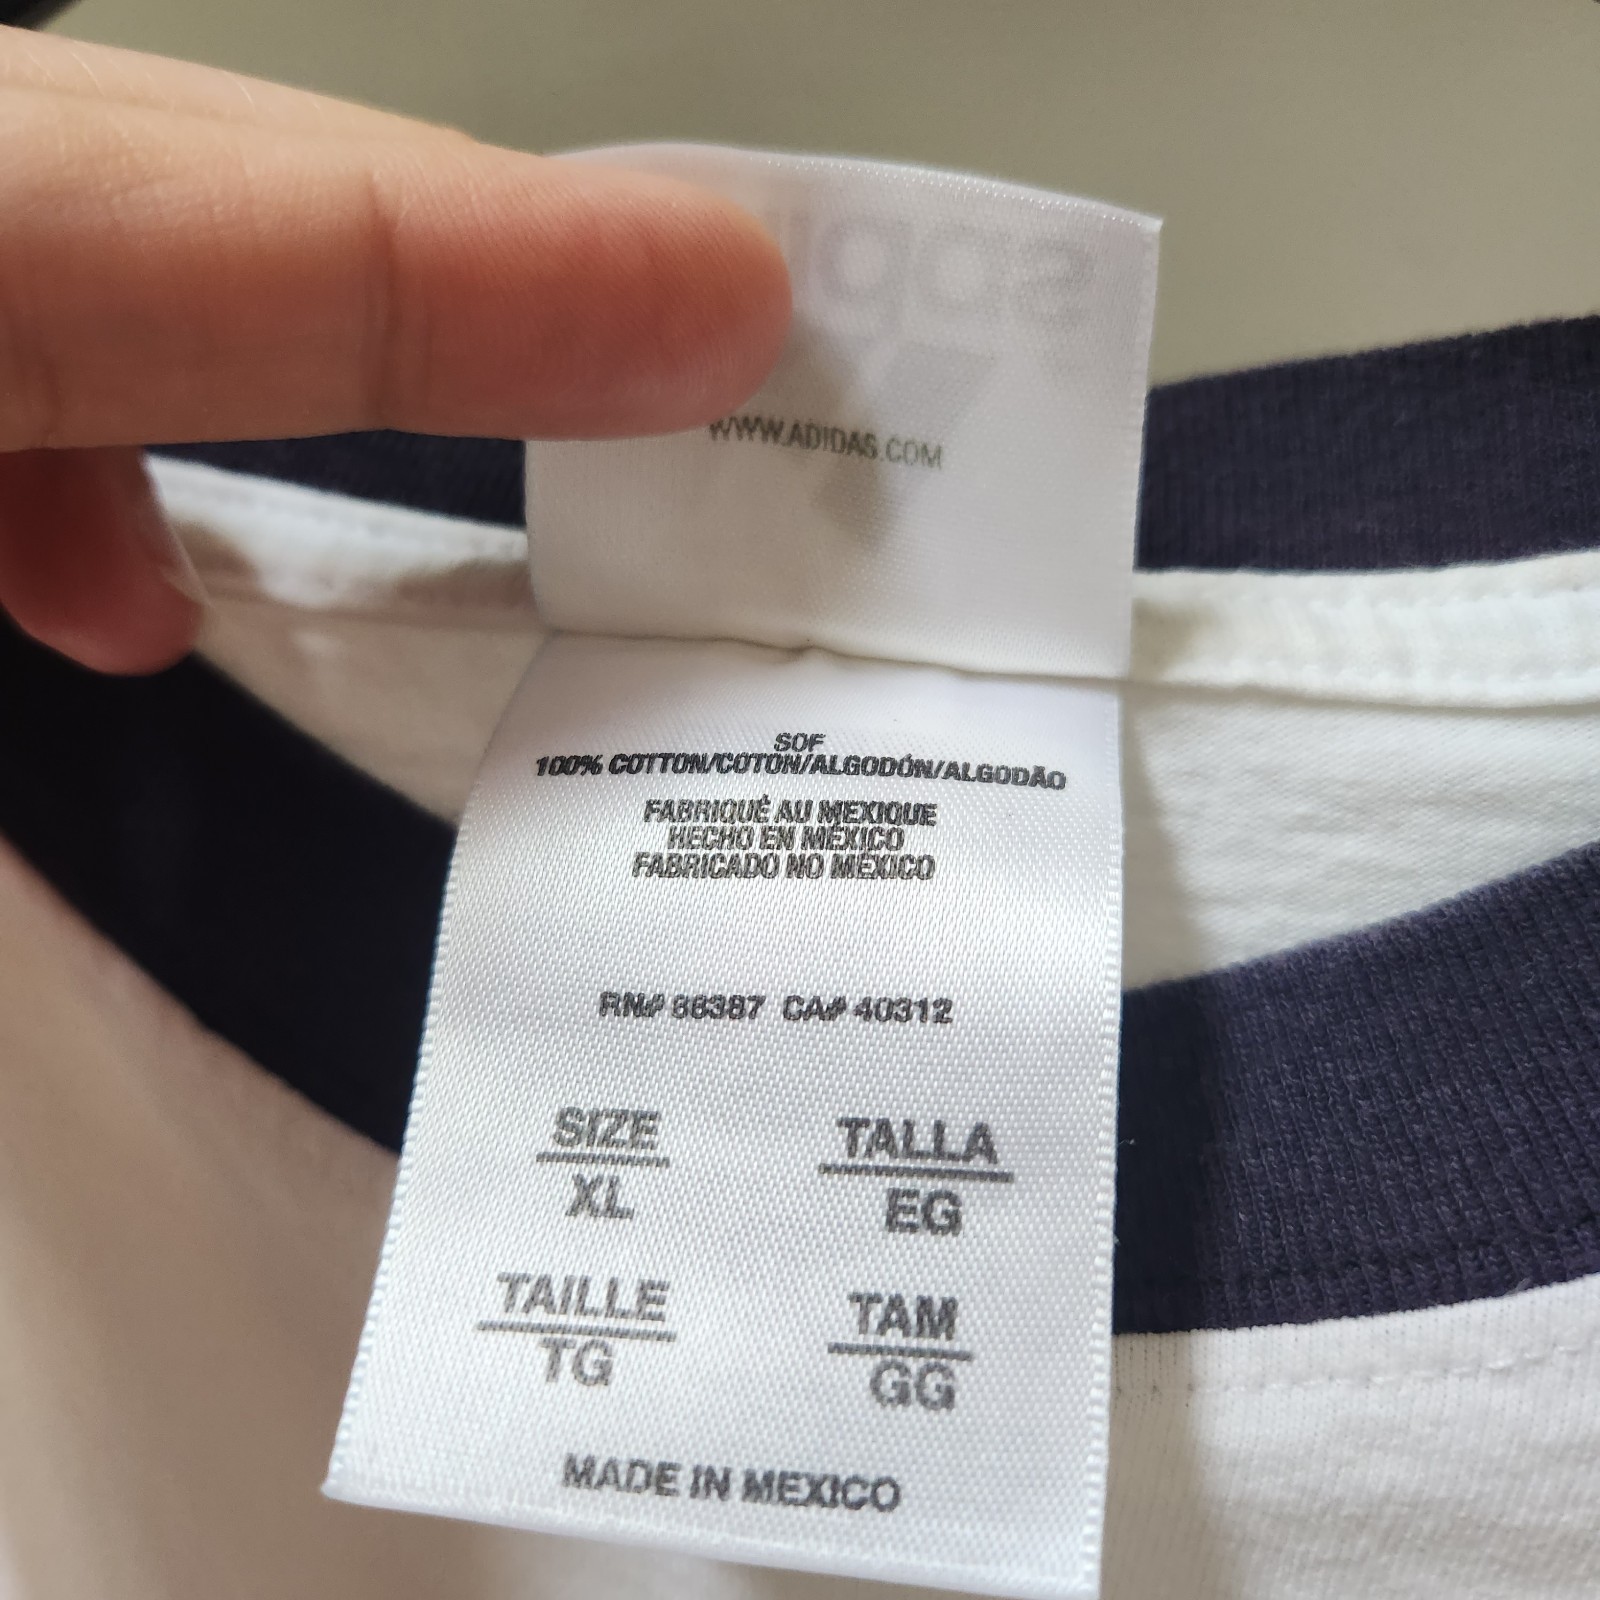 WWW.ADIDAS.COM
SOF
100% COTTON/COTON/ALGODÓN/ALGODÃO
FABRIQUÉ AU MEXIQUE
HECHO EN MÉXICO
FABRICADO NO MÉXICO
RN# 88387 CA# 40312
SIZE TALLA
XL EG
TAILLE TAM
TG GG
MADE IN MEXICO